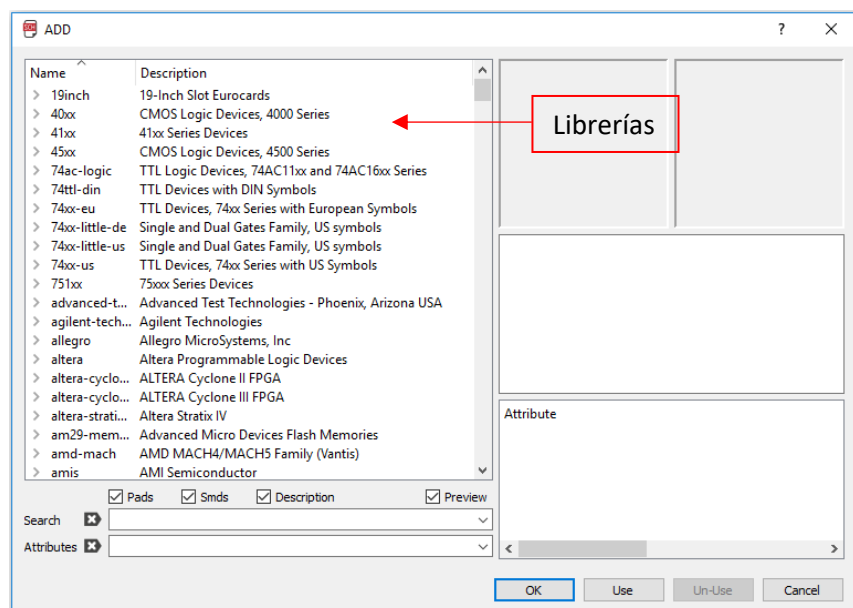 ADD
?
Name Description
19inch 19-Inch Slot Eurocards
40xx CMOS Logic Devices, 4000 Series
41xx 41xx Series Devices
45xx CMOS Logic Devices, 4500 Series
74ac-logic TTL Logic Devices, 74AC11xx and 74AC16xx Series
74ttl-din TTL Devices with DIN Symbols
74xx-eu TTL Devices, 74xx Series with European Symbols
74xx-little-de Single and Dual Gates Family, US symbols
74xx-little-us Single and Dual Gates Family, US symbols
74xx-us TTL Devices, 74xx Series with US Symbols
751xx 75xxx Series Devices
advanced-t... Advanced Test Technologies - Phoenix, Arizona USA
agilent-tech... Agilent Technologies
allegro Allegro MicroSystems, Inc
altera Altera Programmable Logic Devices
altera-cyclo... ALTERA Cyclone II FPGA
altera-cyclo... ALTERA Cyclone III FPGA
altera-strati... Altera Stratix IV
am29-mem... Advanced Micro Devices Flash Memories
amd-mach AMD MACH4/MACH5 Family (Vantis)
amis AMI Semiconductor
Librerías
Pads Smds Description Preview
Search
Attributes
Attribute
OK Use Un-Use Cancel